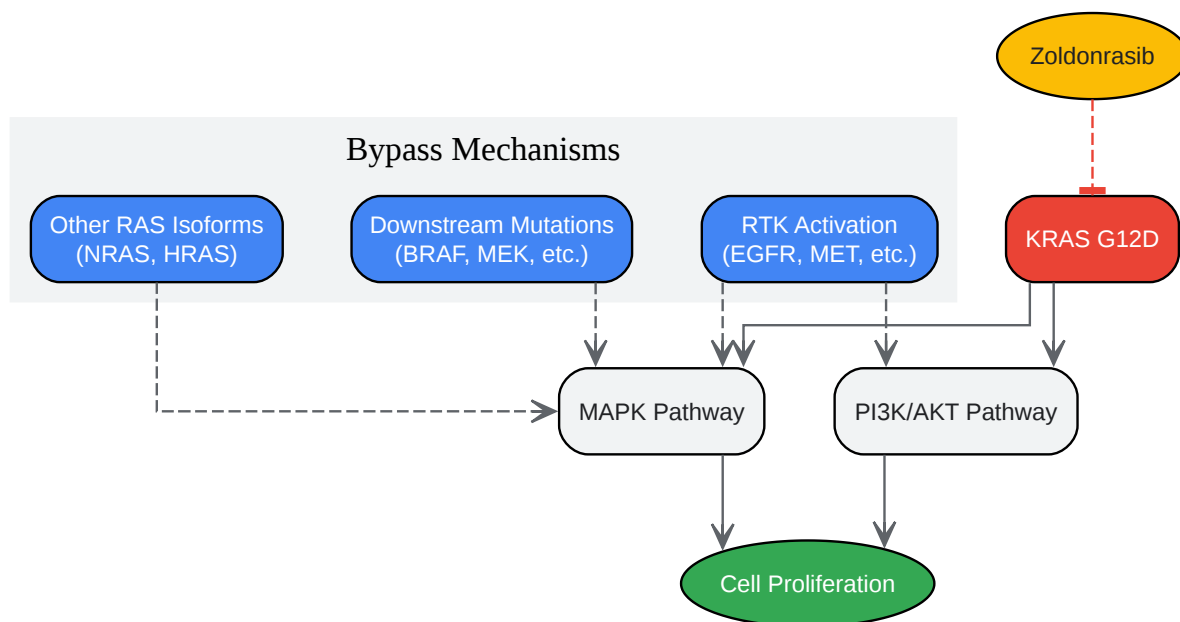 Zoldonrasib
Bypass Mechanisms
Other RAS Isoforms
(NRAS, HRAS)
Downstream Mutations
(BRAF, MEK, etc.)
RTK Activation
(EGFR, MET, etc.)
KRAS G12D
MAPK Pathway
PI3K/AKT Pathway
Cell Proliferation